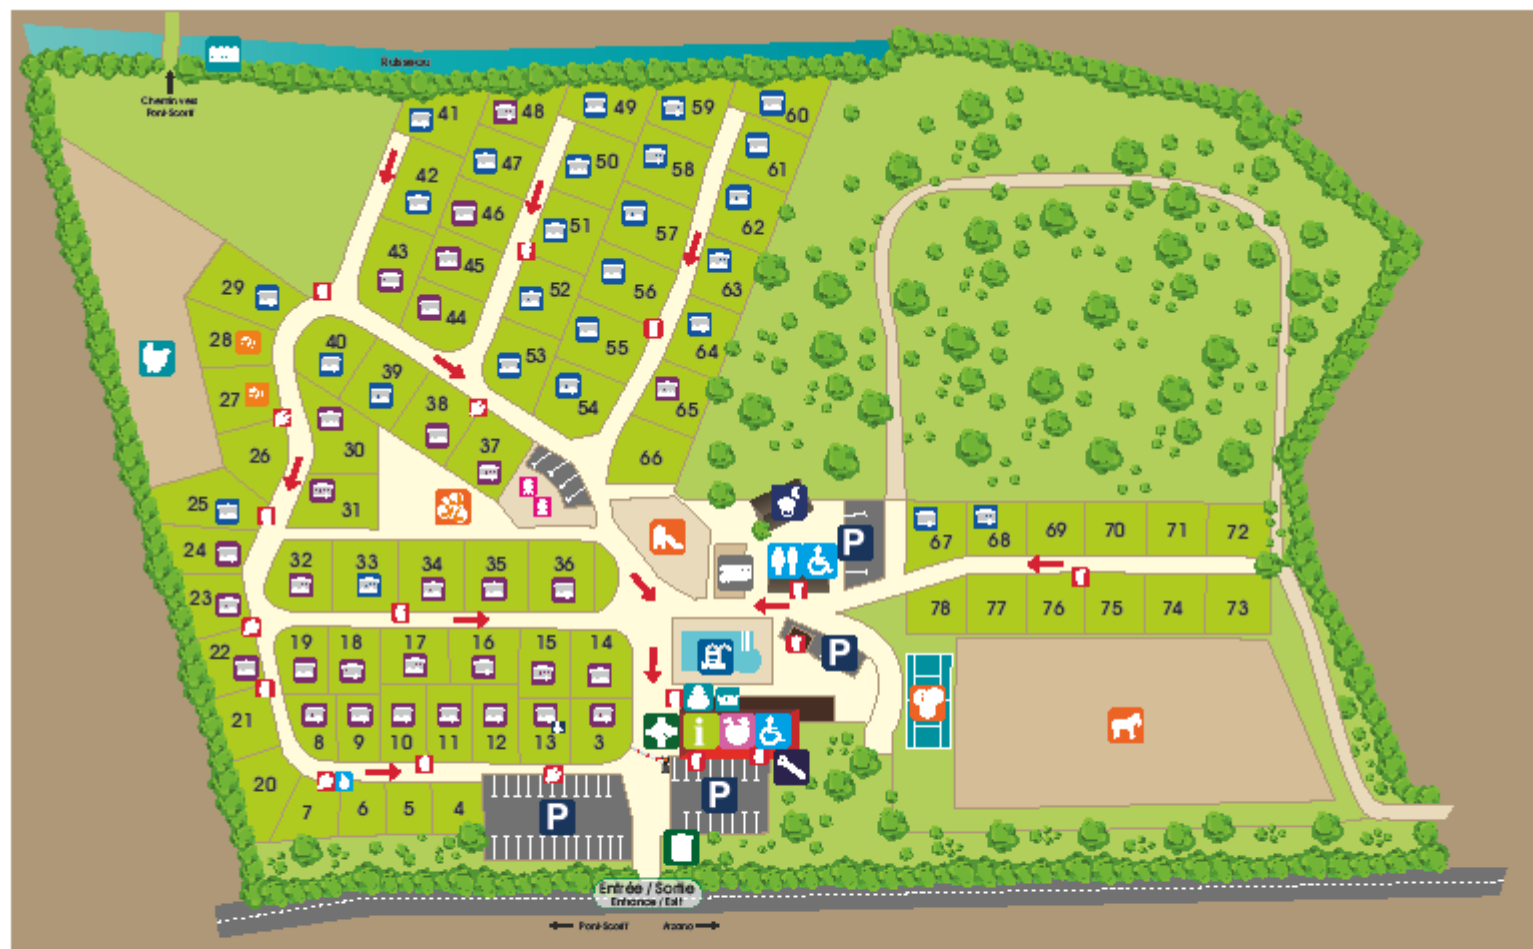 Ruisseau
Chemin vers
Pont-Scorff
41 48 49 59 60
42 47 50 58 61
43 46 51 57 62
45 52 56 63
44 53 55 64
54 65
66
29
28
27
26
25
24
23
22
21
20
40 39 38 37
30
31
32 33 34 35 36
19 18 17 16 15 14
8 9 10 11 12 13 3
7 6 5 4
67 68 69 70 71 72
78 77 76 75 74 73
P
P
i
P
P
Entrée / Sortie
Entrance / Exit
Pont-Scorff Arzano